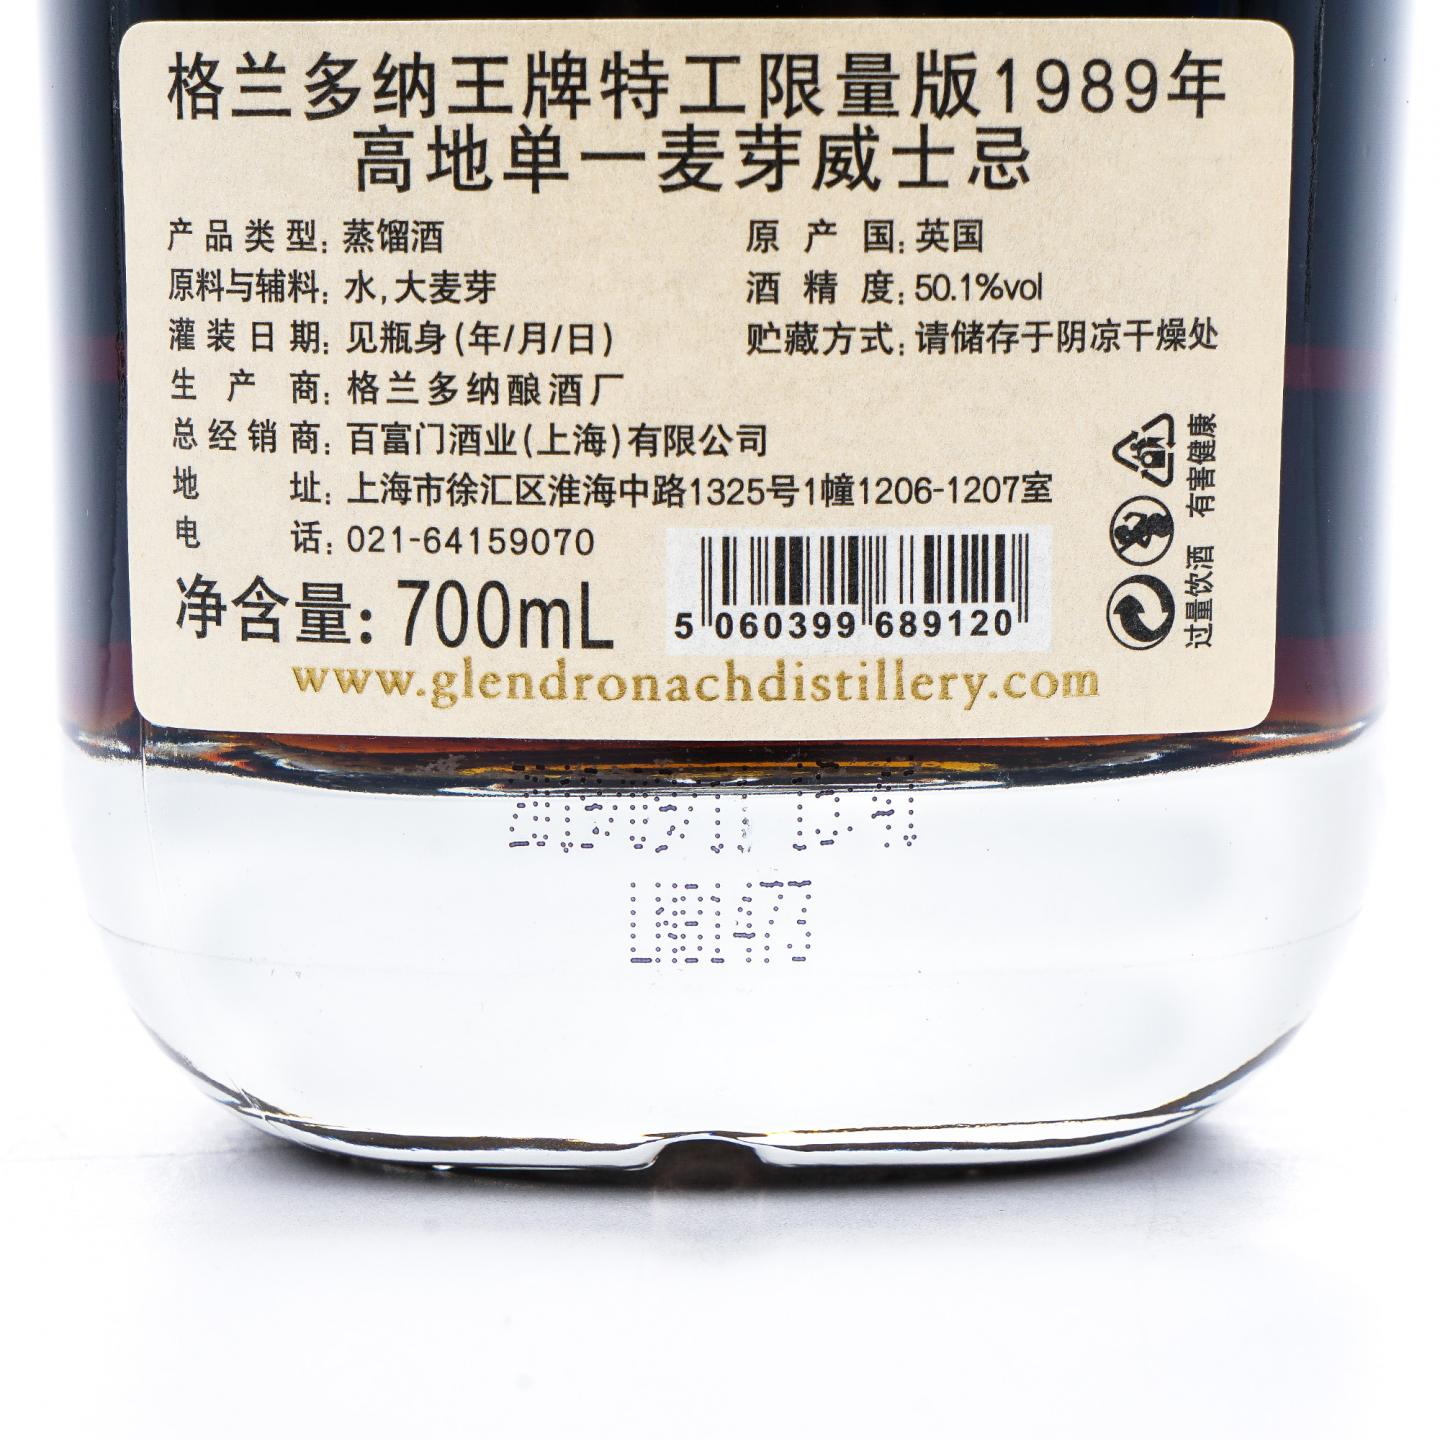 格兰多纳王牌特工限量版1989年
高地单一麦芽威士忌
产品类型: 蒸馏酒
原产国: 英国
原料与辅料: 水,大麦芽
酒精度: 50.1%vol
灌装日期: 见瓶身(年/月/日)
贮藏方式: 请储存于阴凉干燥处
生产商: 格兰多纳酿酒厂
总经销商: 百富门酒业(上海)有限公司
地址: 上海市徐汇区淮海中路1325号1幢1206-1207室
电话: 021-64159070
净含量: 700mL
5 060399 689120
过量饮酒 有害健康
www.glendronachdistillery.com